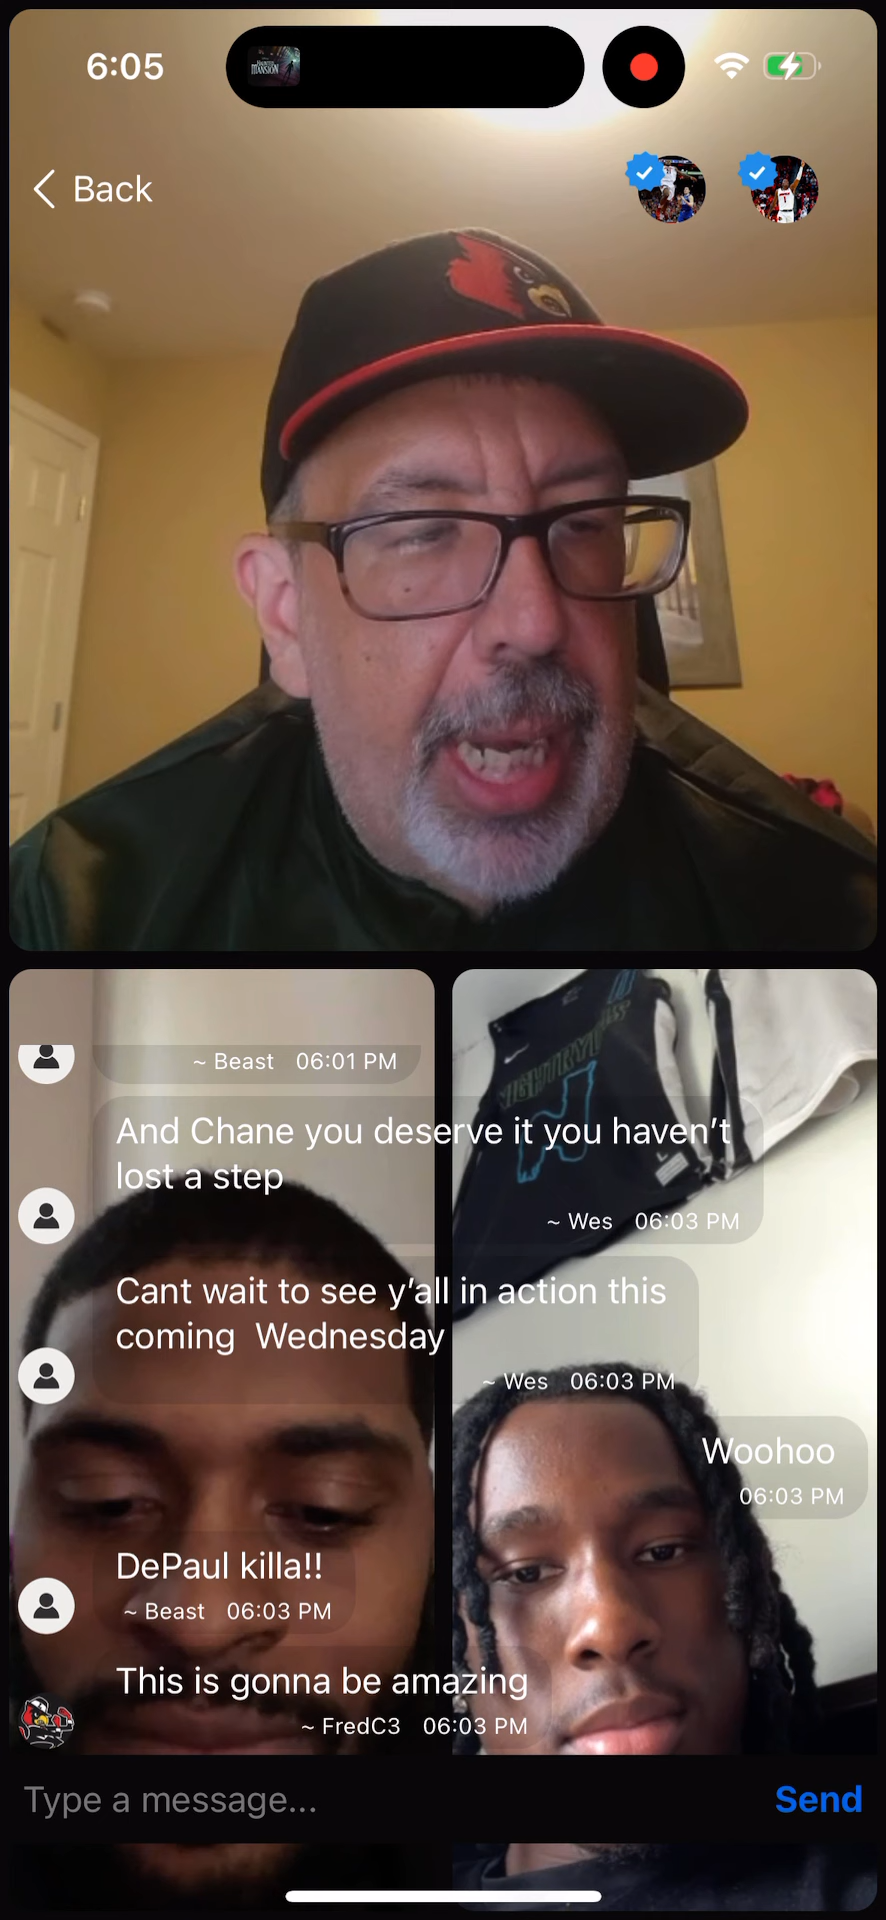 6:05
HAUNTED
MANSION
Back
~ Beast 06:01 PM
And Chane you deserve it you haven’t
lost a step
~ Wes 06:03 PM
Cant wait to see y’all in action this
coming  Wednesday
~ Wes 06:03 PM
Woohoo
06:03 PM
DePaul killa!!
~ Beast 06:03 PM
This is gonna be amazing
~ FredC3 06:03 PM
Type a message...
Send